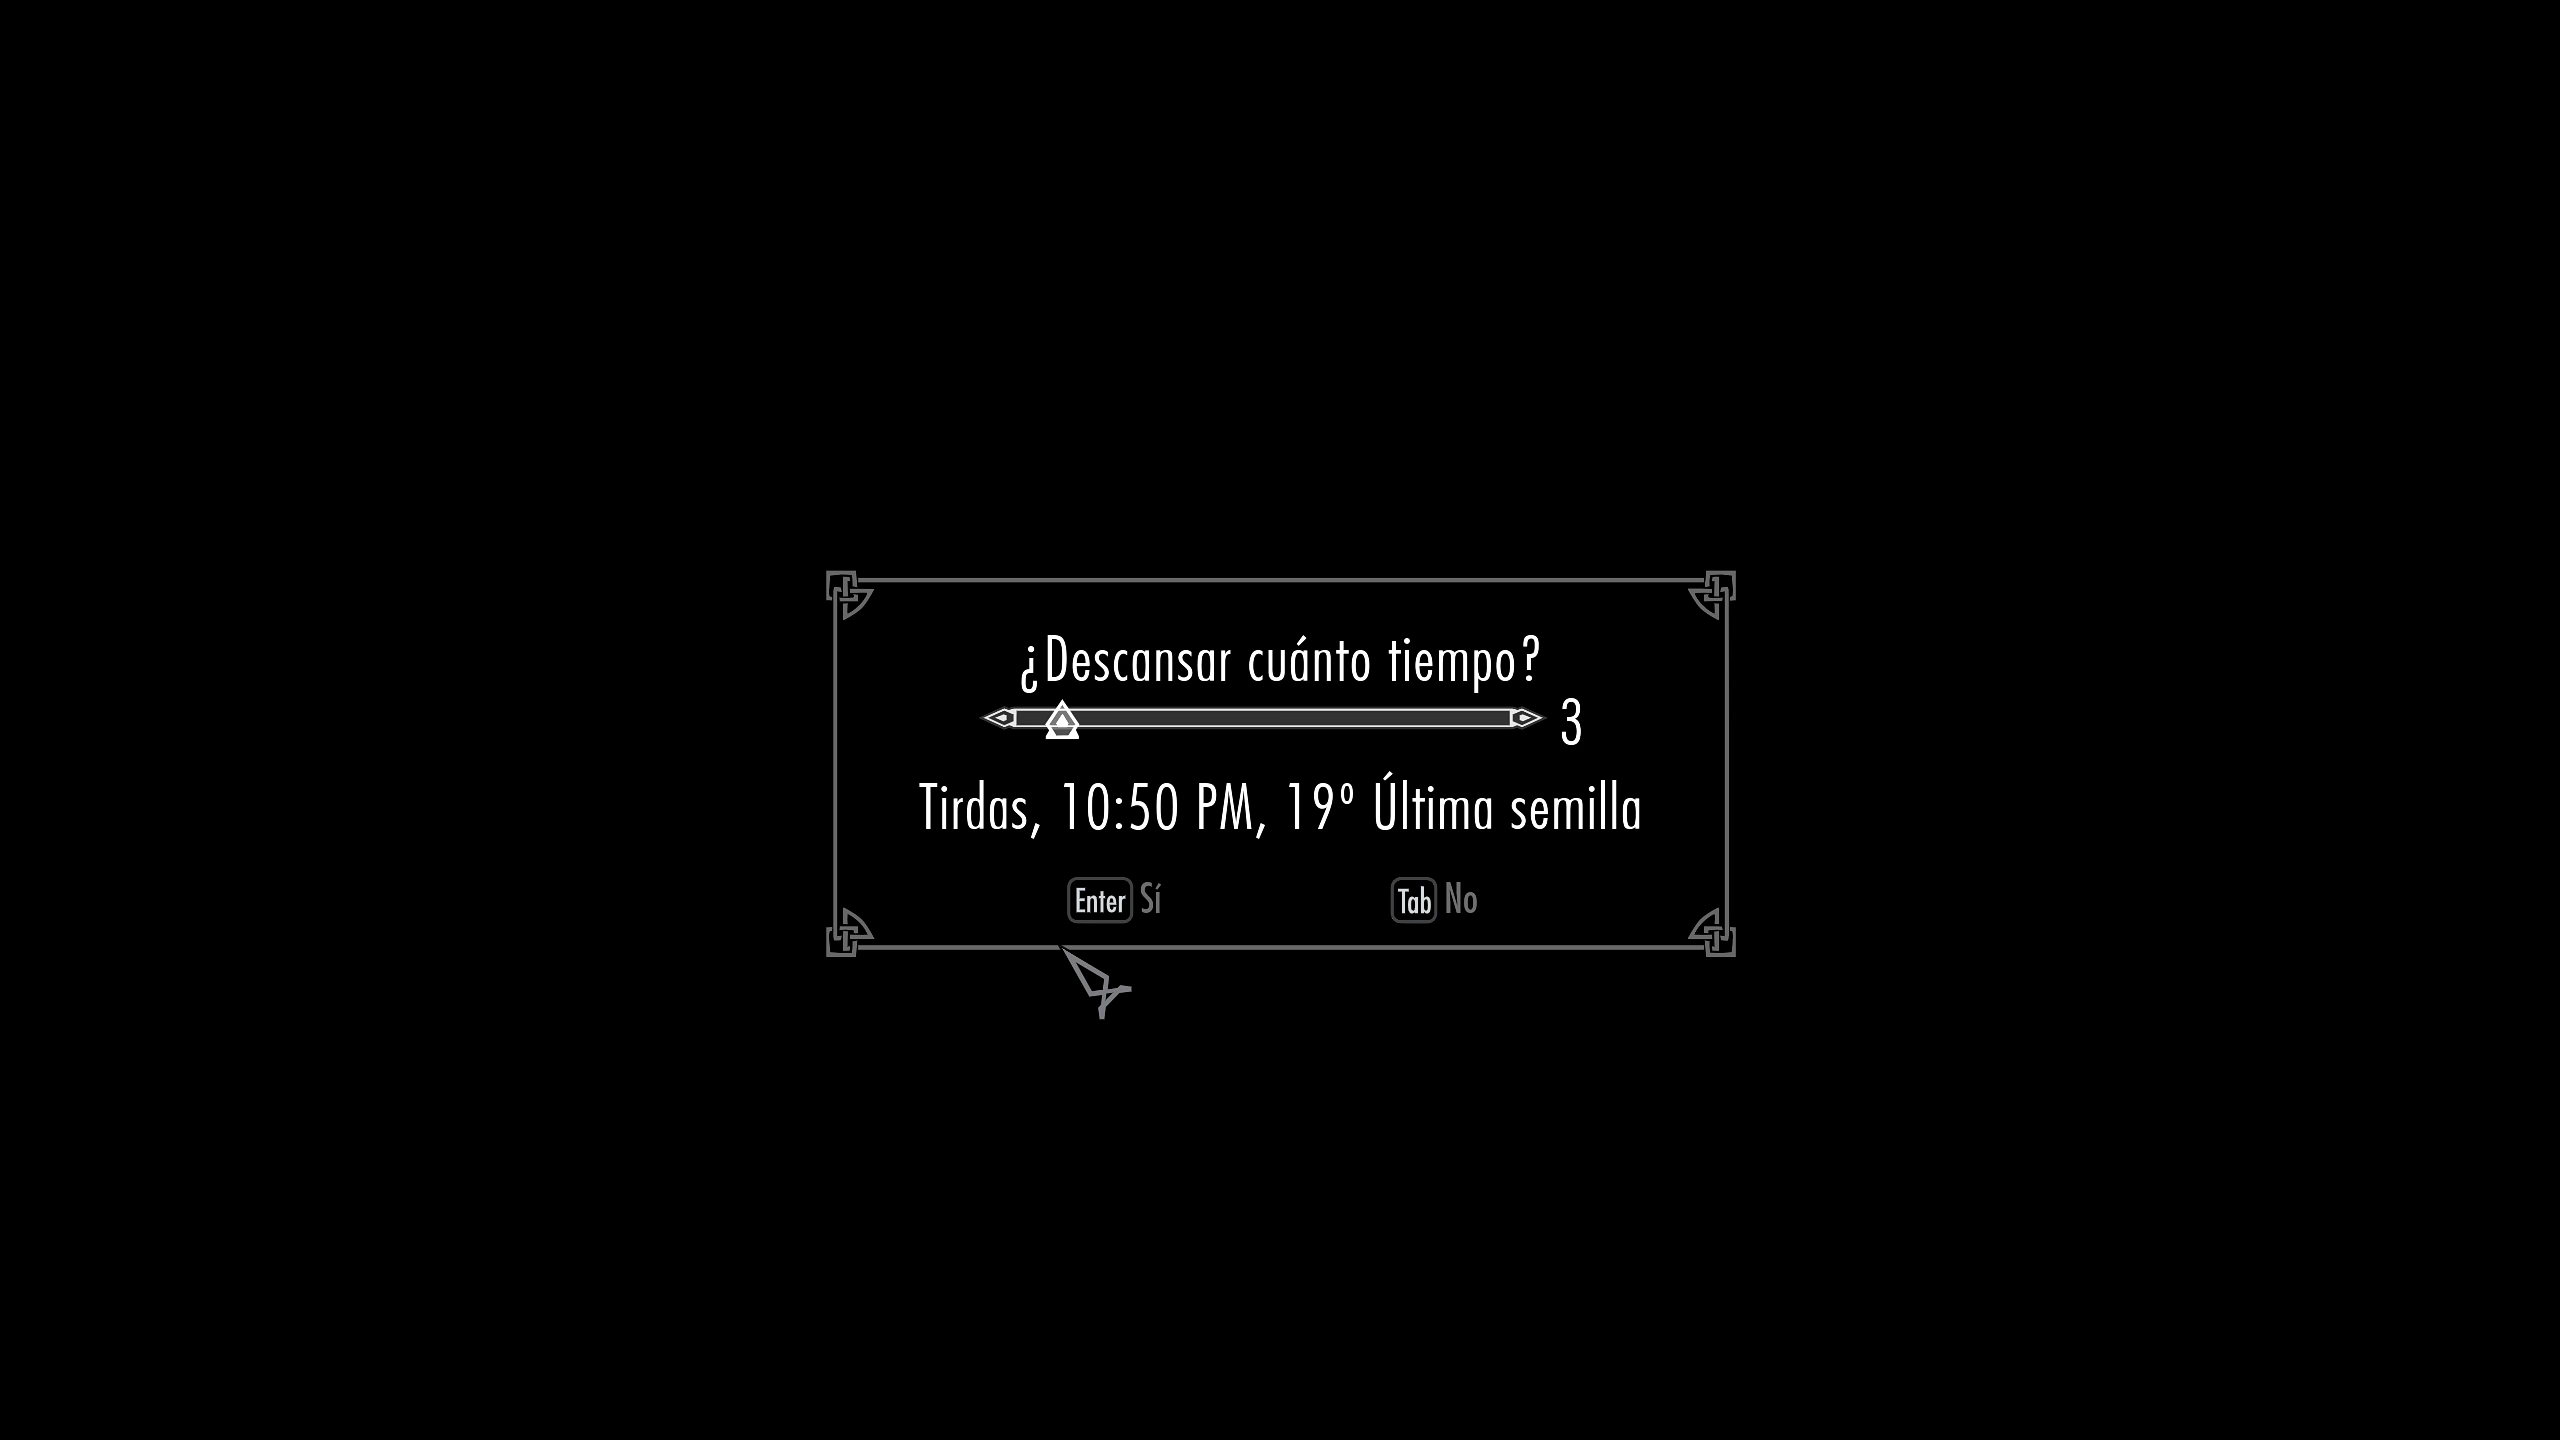 ¿Descansar cuánto tiempo?
3
Tirdas, 10:50 PM, 19º Última semilla
Enter Sí
Tab No